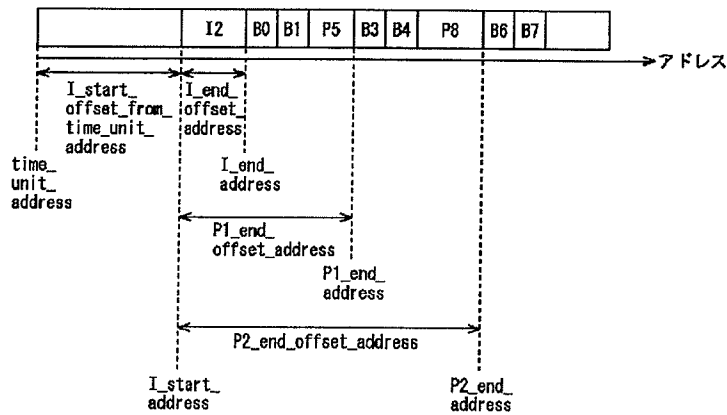 I2 B0 B1 P5 B3 B4 P8 B6 B7
アドレス
I_start_
offset_from_
time_unit_
address
I_end_
offset_
address
time_
unit_
address
I_end_
address
P1_end_
offset_address
P1_end_
address
P2_end_offset_address
I_start_
address
P2_end_
address